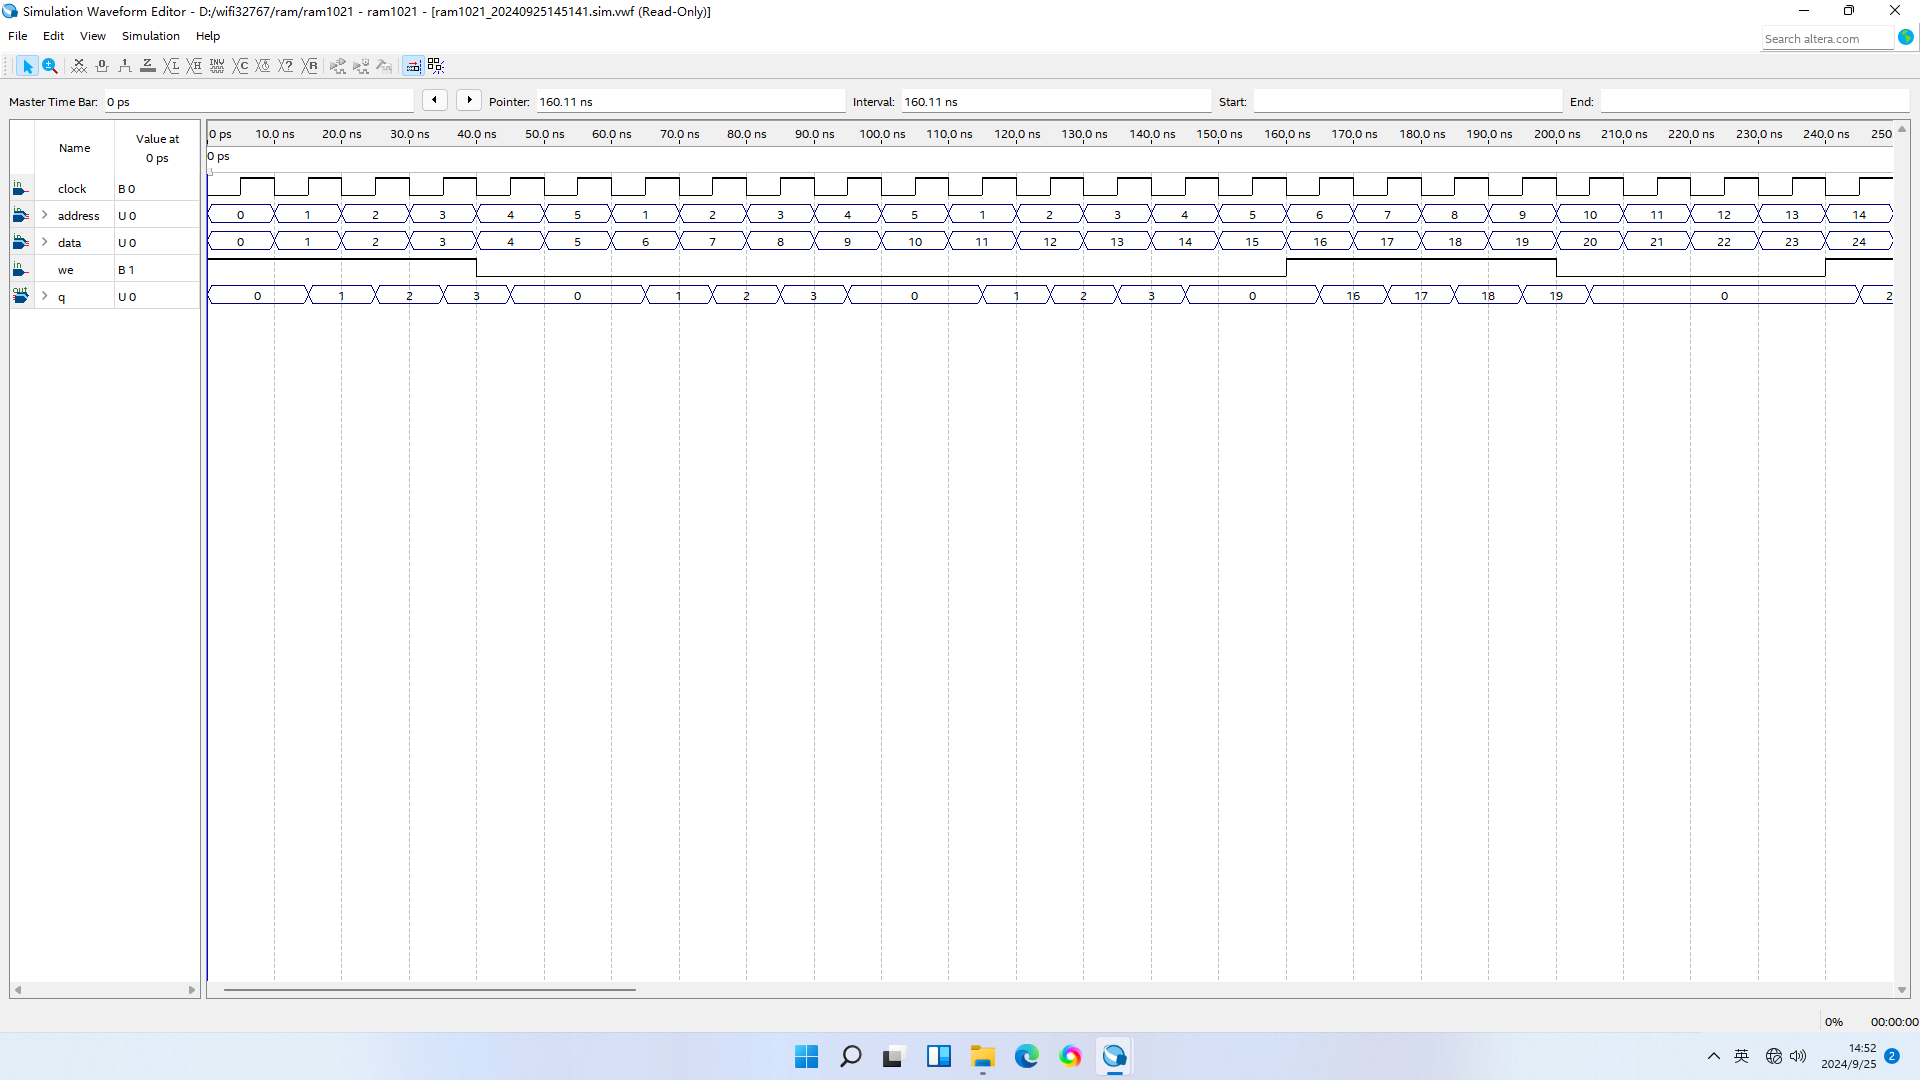 Simulation Waveform Editor - D:/wifi32767/ram/ram1021 - ram1021 - [ram1021_20240925145141.sim.vwf (Read-Only)]
File Edit View Simulation Help
Search altera.com
Master Time Bar: 0 ps Pointer: 160.11 ns Interval: 160.11 ns Start: End:
Name Value at 0 ps
0 ps 10.0 ns 20.0 ns 30.0 ns 40.0 ns 50.0 ns 60.0 ns 70.0 ns 80.0 ns 90.0 ns 100.0 ns 110.0 ns 120.0 ns 130.0 ns 140.0 ns 150.0 ns 160.0 ns 170.0 ns 180.0 ns 190.0 ns 200.0 ns 210.0 ns 220.0 ns 230.0 ns 240.0 ns 250
0 ps
in clock B 0
in address U 0 0 1 2 3 4 5 1 2 3 4 5 1 2 3 4 5 6 7 8 9 10 11 12 13 14
in data U 0 0 1 2 3 4 5 6 7 8 9 10 11 12 13 14 15 16 17 18 19 20 21 22 23 24
in we B 1
out q U 0 0 1 2 3 0 1 2 3 0 1 2 3 0 16 17 18 19 0 2
0% 00:00:00
英 14:52 2
2024/9/25